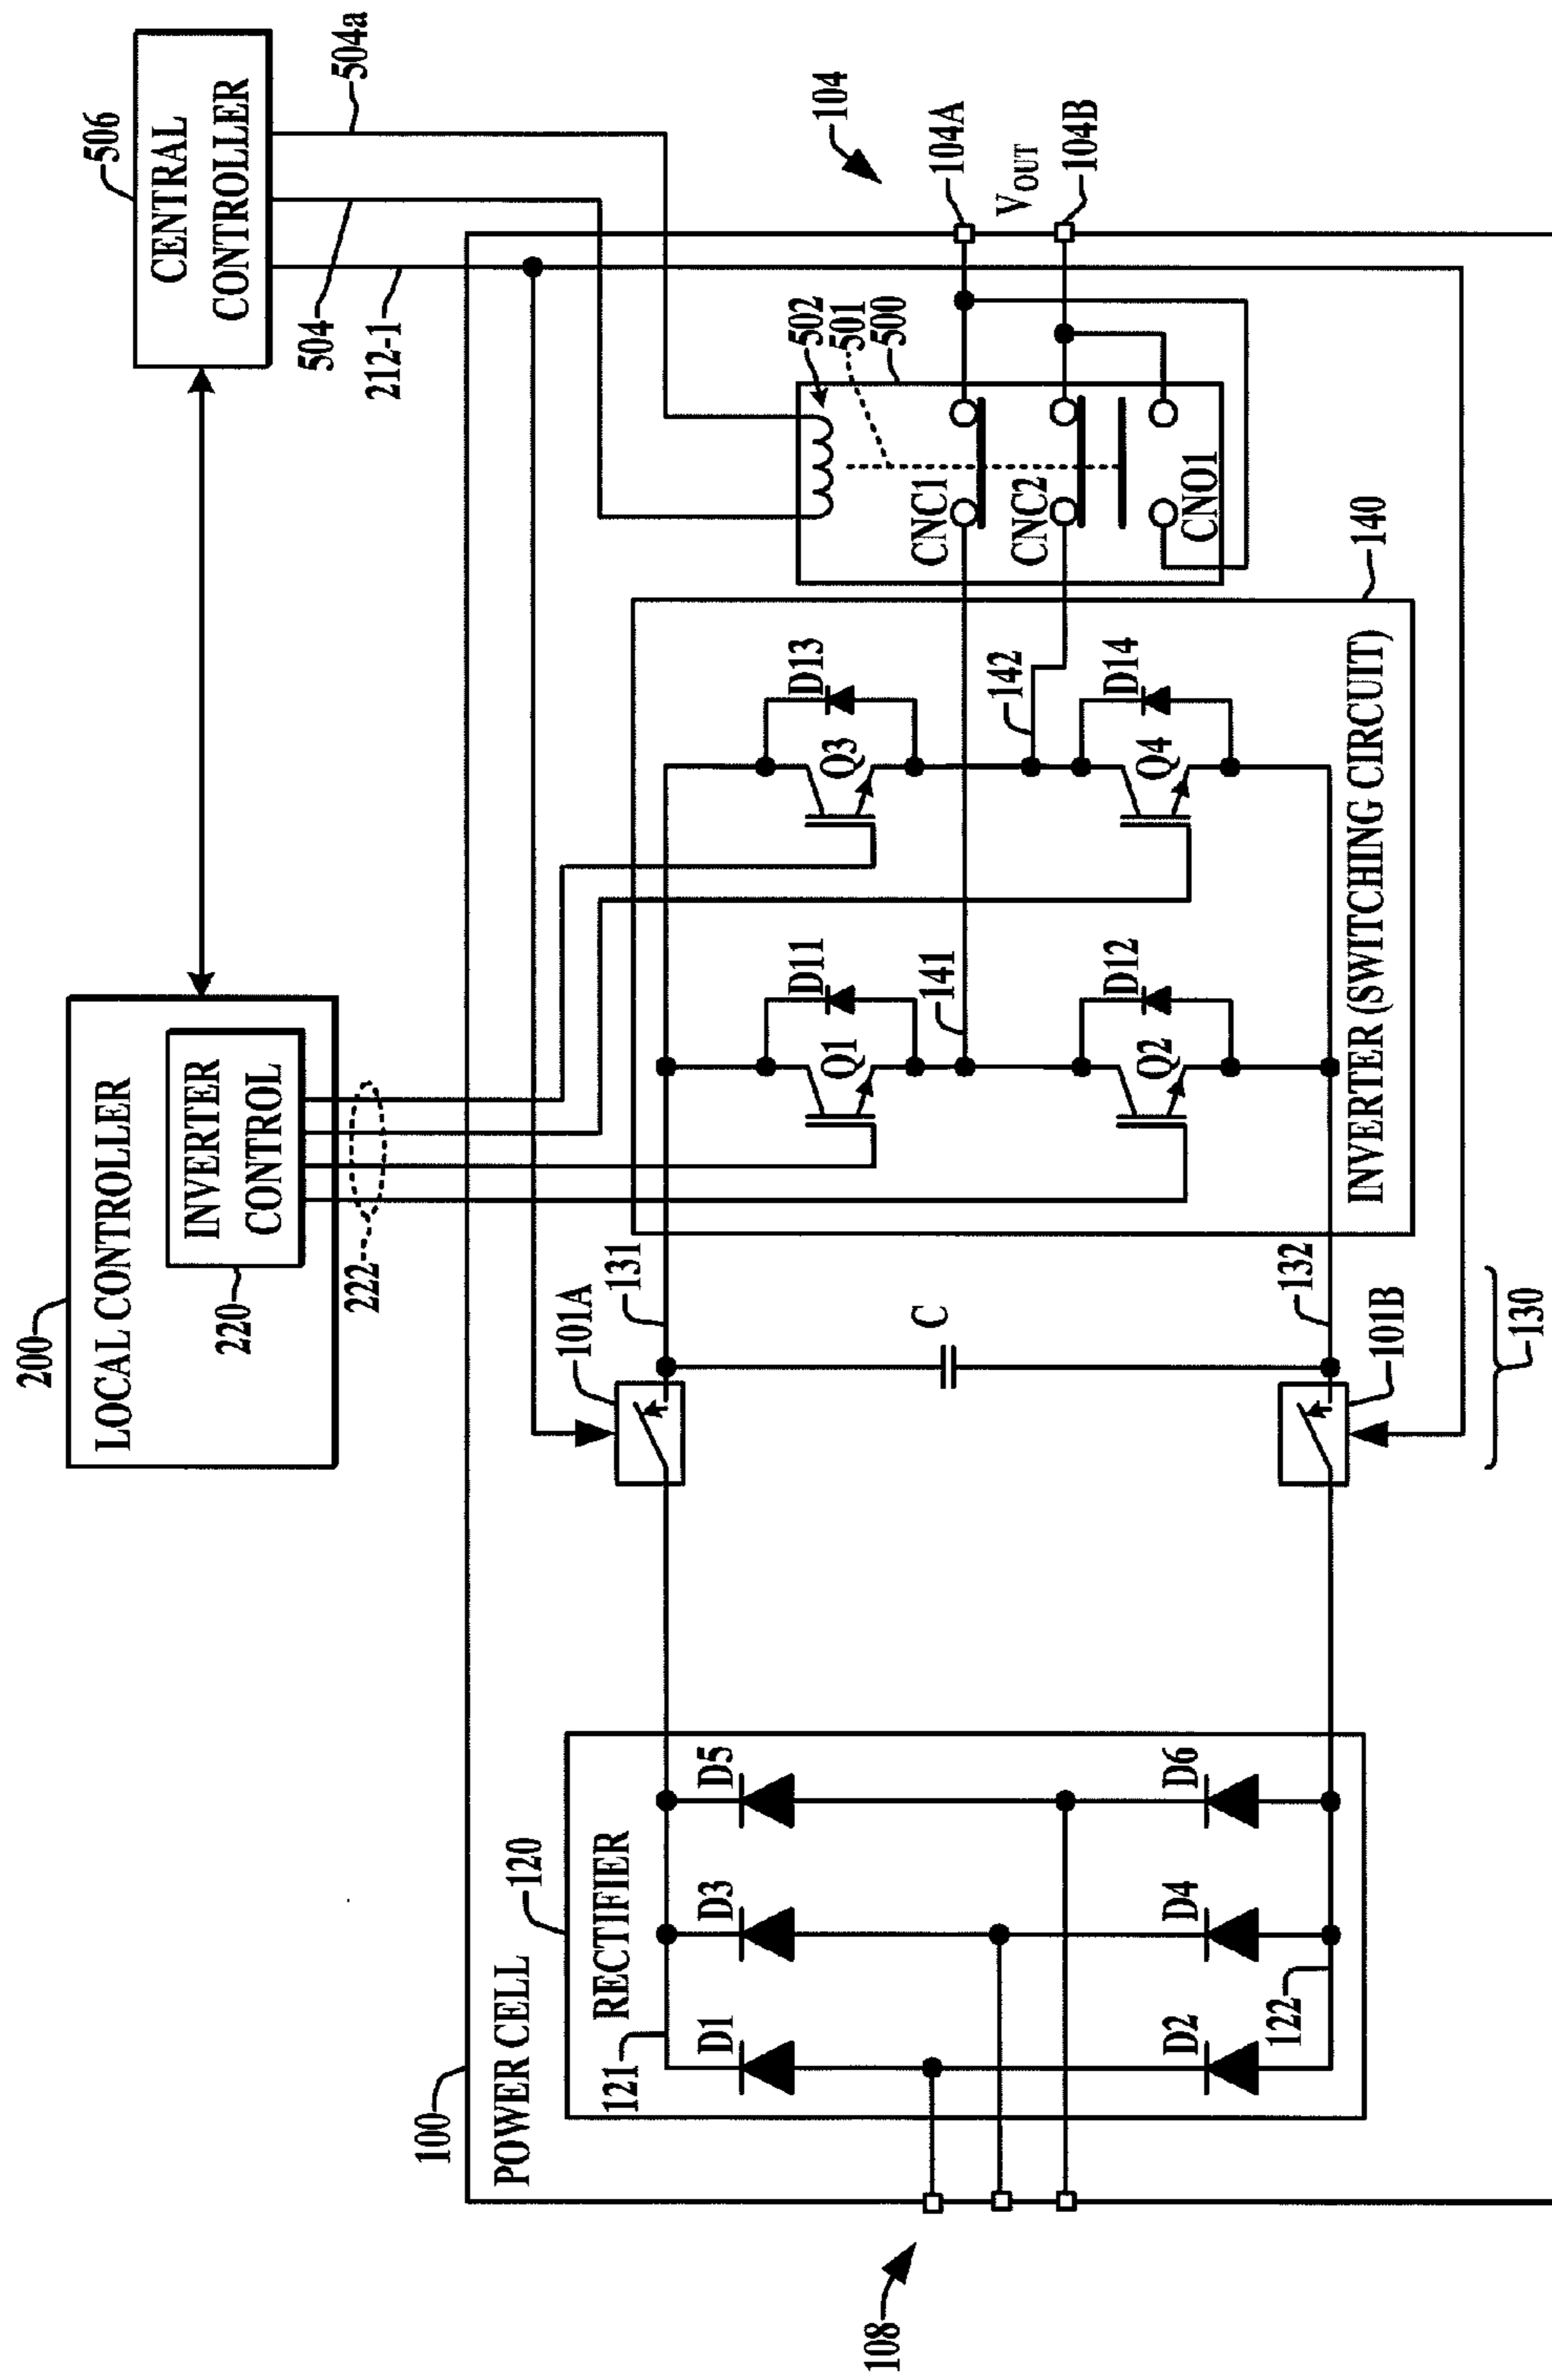 200
LOCAL CONTROLLER
INVERTER
CONTROL
220
222
506
CENTRAL
CONTROLLER
504
504a
212-1
100
POWER CELL
120
RECTIFIER
121
D1
D3
D5
D2
D4
D6
122
108
101A
131
C
132
101B
130
D11
Q1
141
D12
Q2
D13
Q3
142
D14
Q4
INVERTER (SWITCHING CIRCUIT)
140
502
501
500
CNC1
CNC2
CNO1
104
104A
VOUT
104B